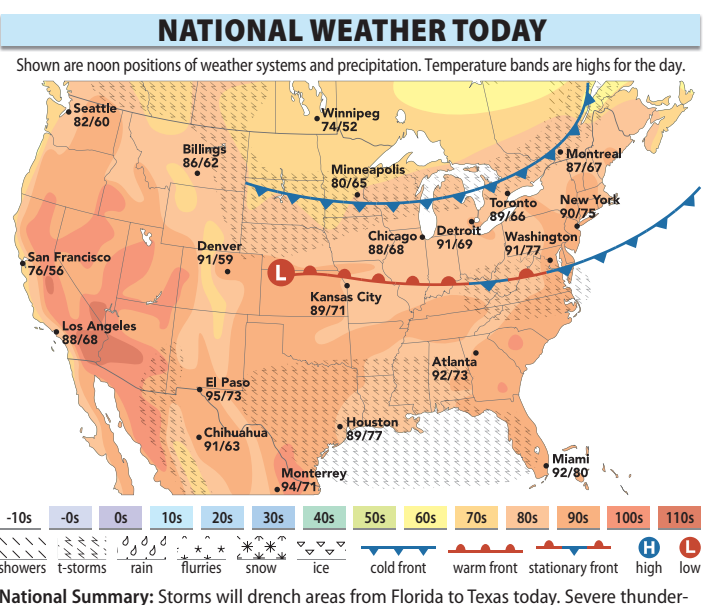 NATIONAL WEATHER TODAY
Shown are noon positions of weather systems and precipitation. Temperature bands are highs for the day.
Seattle
82/60
Winnipeg
74/52
Billings
86/62
Minneapolis
80/65
Montreal
87/67
Toronto
89/66
New York
90/75
Detroit
91/69
Chicago
88/68
Washington
91/77
Denver
91/59
San Francisco
76/56
L
Kansas City
89/71
Los Angeles
88/68
Atlanta
92/73
El Paso
95/73
Houston
89/77
Chihuahua
91/63
Miami
92/80
Monterrey
94/71
-10s -0s 0s 10s 20s 30s 40s 50s 60s 70s 80s 90s 100s 110s
H L
showers t-storms rain flurries snow ice cold front warm front stationary front high low
National Summary: Storms will drench areas from Florida to Texas today. Severe thunder-